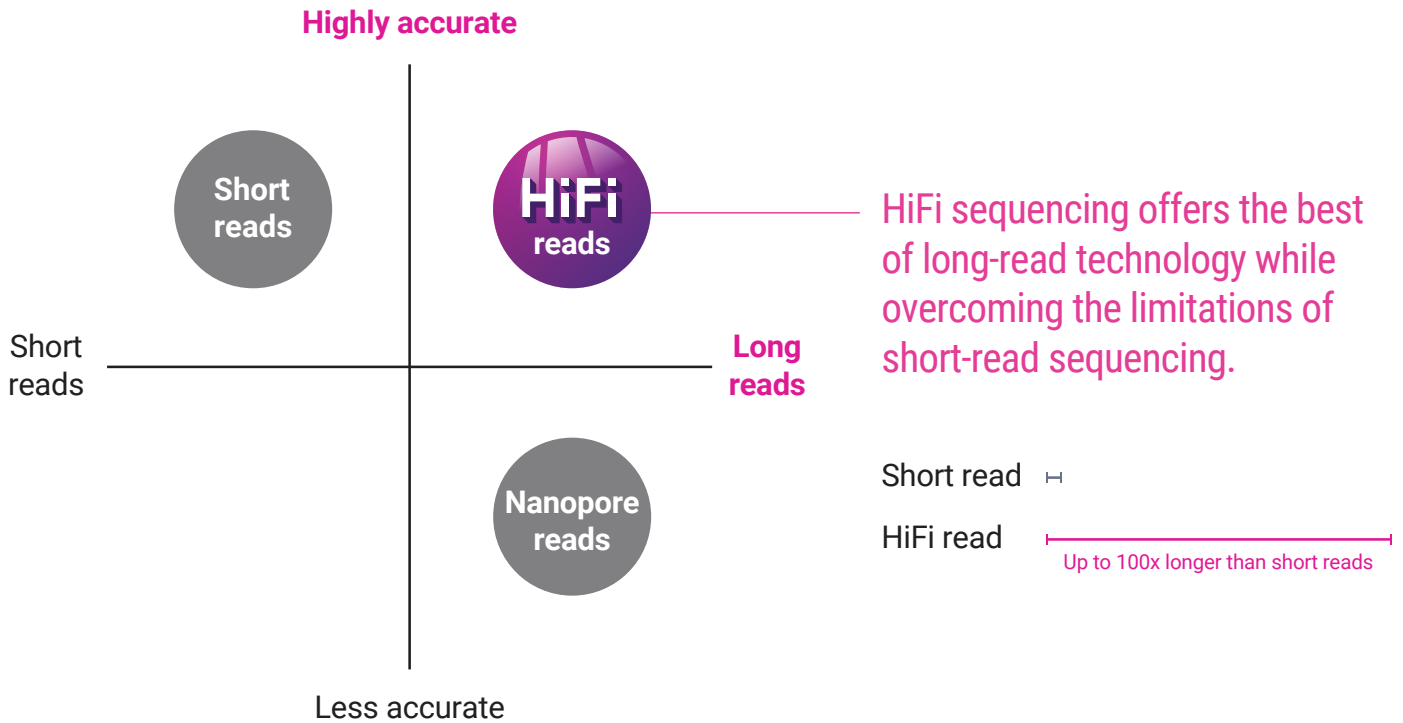 Highly accurate
Short
reads
HiFi
reads
HiFi sequencing offers the best
of long-read technology while
overcoming the limitations of
short-read sequencing.
Short
reads
Long
reads
Nanopore
reads
Short read
HiFi read
Up to 100x longer than short reads
Less accurate